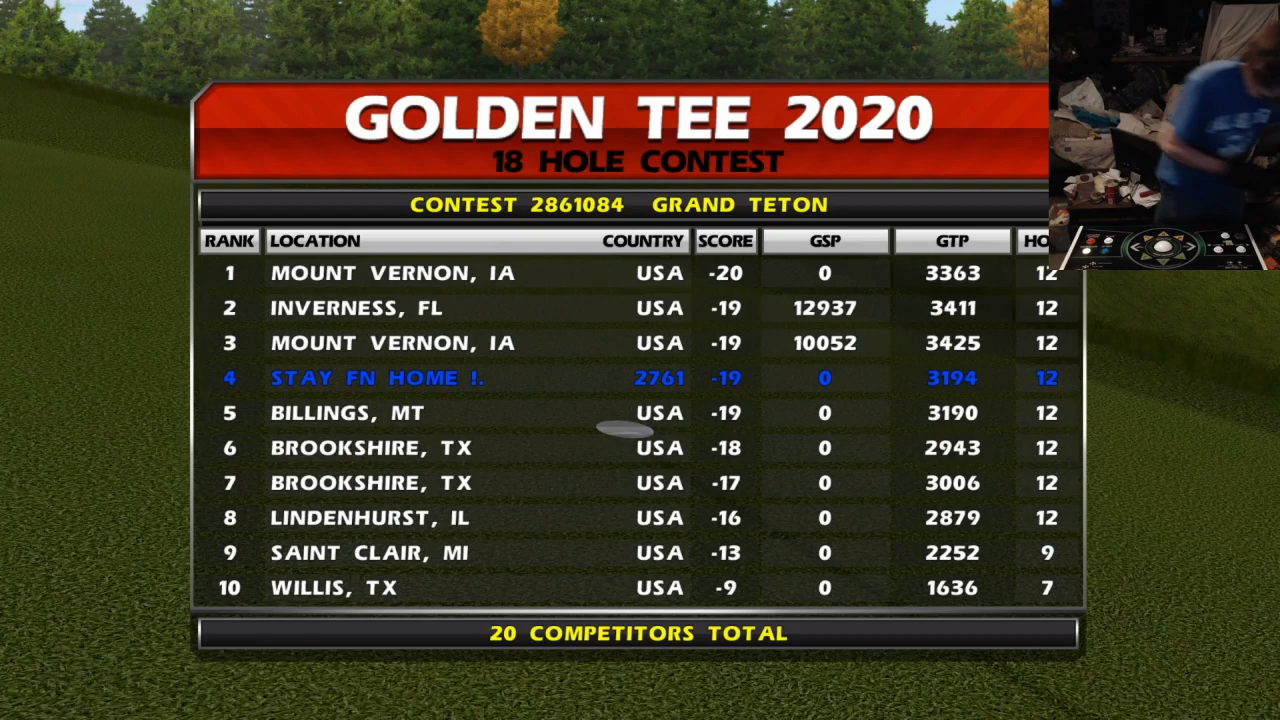 GOLDEN TEE 2020
18 HOLE CONTEST
CONTEST 2861084 GRAND TETON
RANK LOCATION COUNTRY SCORE GSP GTP HO
1 MOUNT VERNON, IA USA -20 0 3363 12
2 INVERNESS, FL USA -19 12937 3411 12
3 MOUNT VERNON, IA USA -19 10052 3425 12
4 STAY FN HOME !. 2761 -19 0 3194 12
5 BILLINGS, MT USA -19 0 3190 12
6 BROOKSHIRE, TX USA -18 0 2943 12
7 BROOKSHIRE, TX USA -17 0 3006 12
8 LINDENHURST, IL USA -16 0 2879 12
9 SAINT CLAIR, MI USA -13 0 2252 9
10 WILLIS, TX USA -9 0 1636 7
20 COMPETITORS TOTAL